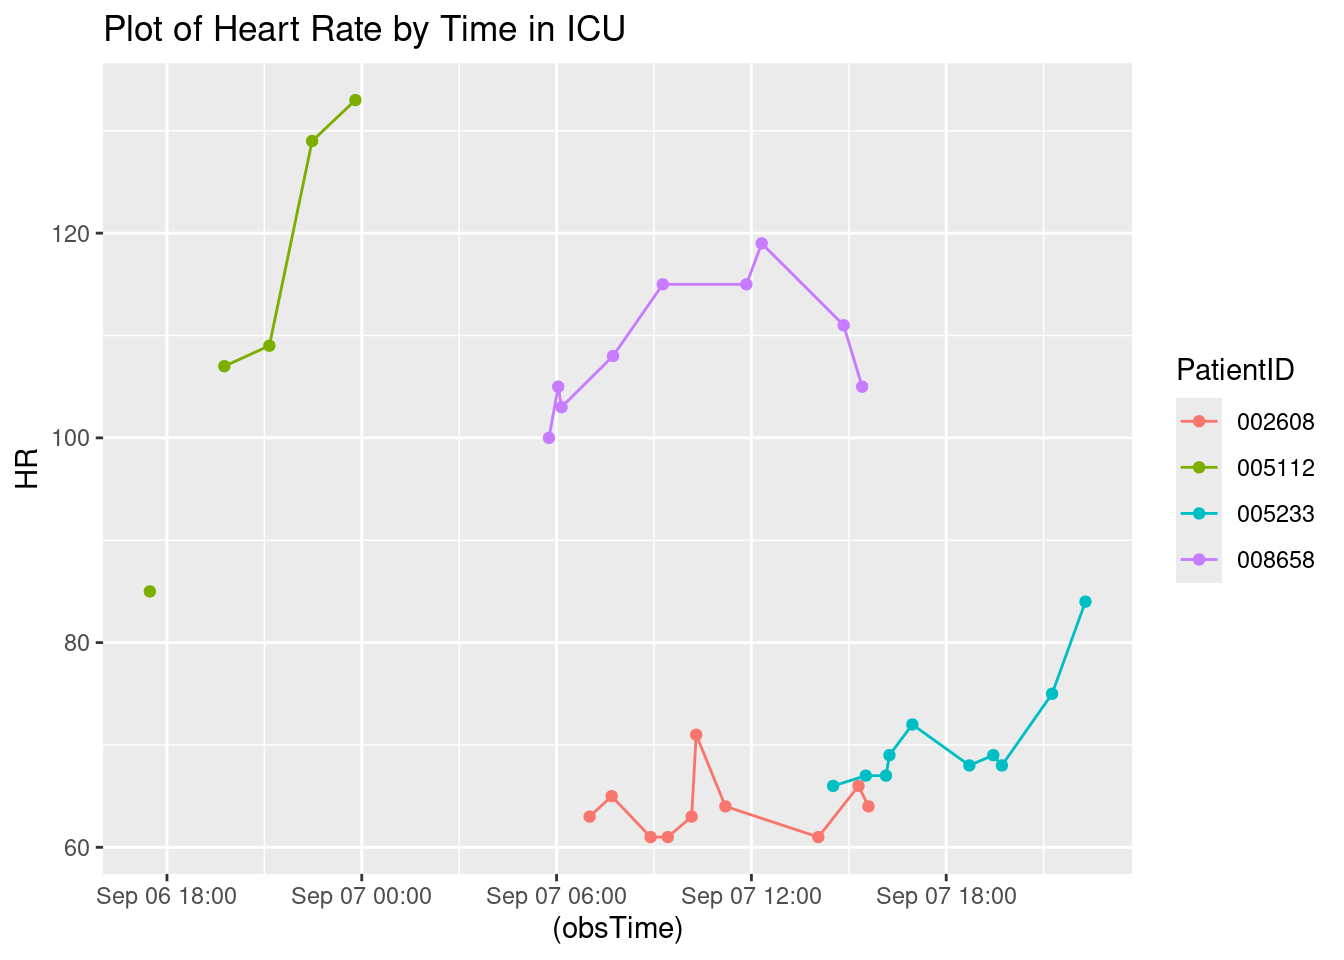 Plot of Heart Rate by Time in ICU
HR
120
100
80
60
Sep 06 18:00
Sep 07 00:00
Sep 07 06:00
Sep 07 12:00
Sep 07 18:00
(obsTime)
PatientID
002608
005112
005233
008658